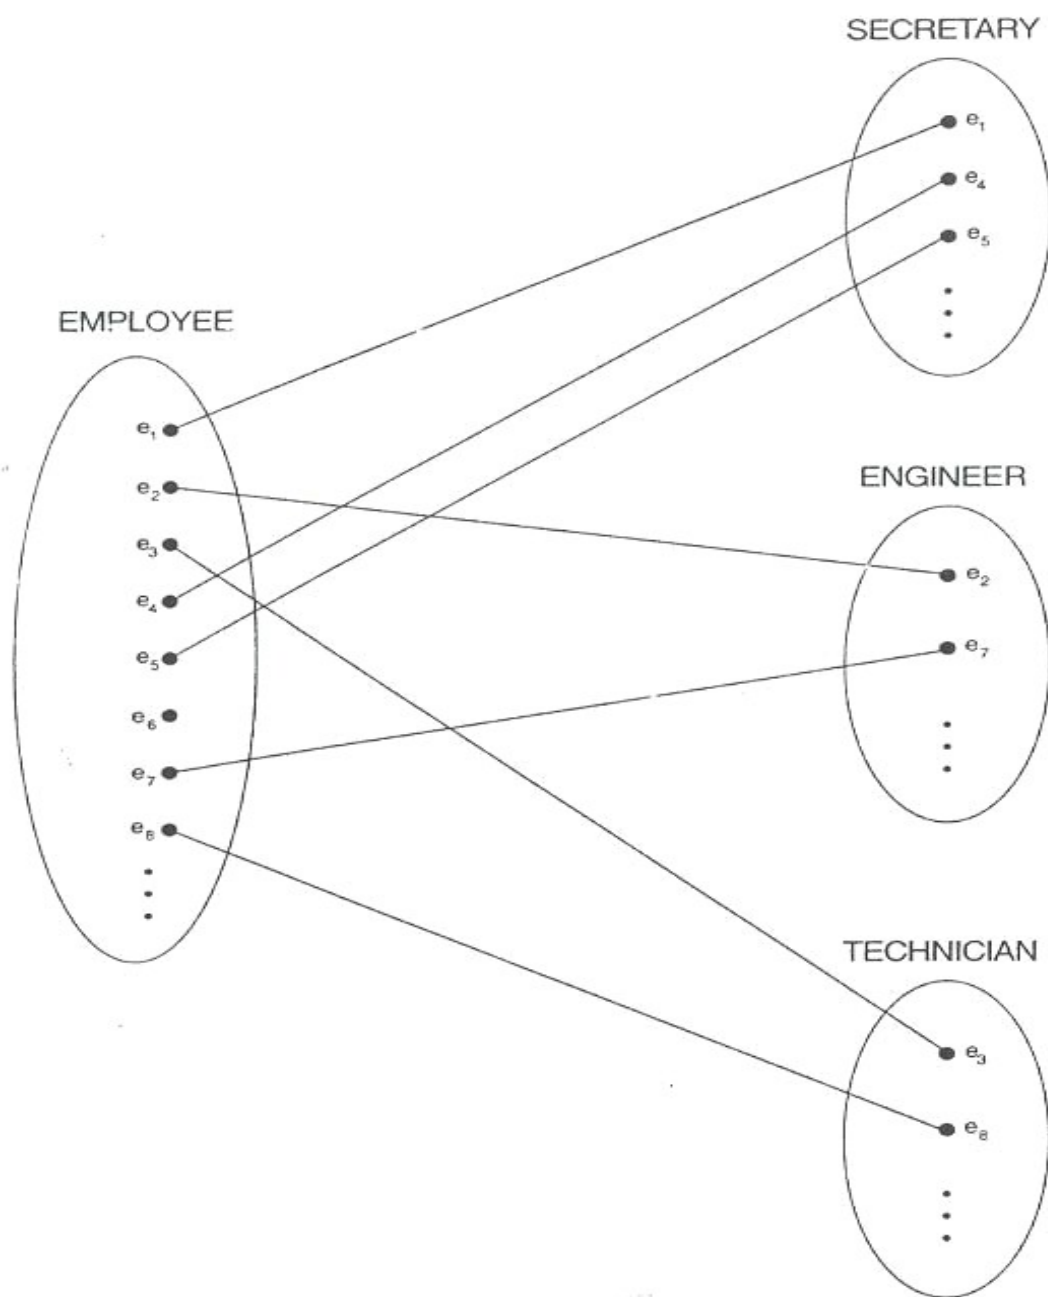 SECRETARY
e₁
e₄
e₅
EMPLOYEE
e₁
e₂
e₃
e₄
e₅
e₆
e₇
e₈
ENGINEER
e₂
e₇
TECHNICIAN
e₃
e₈